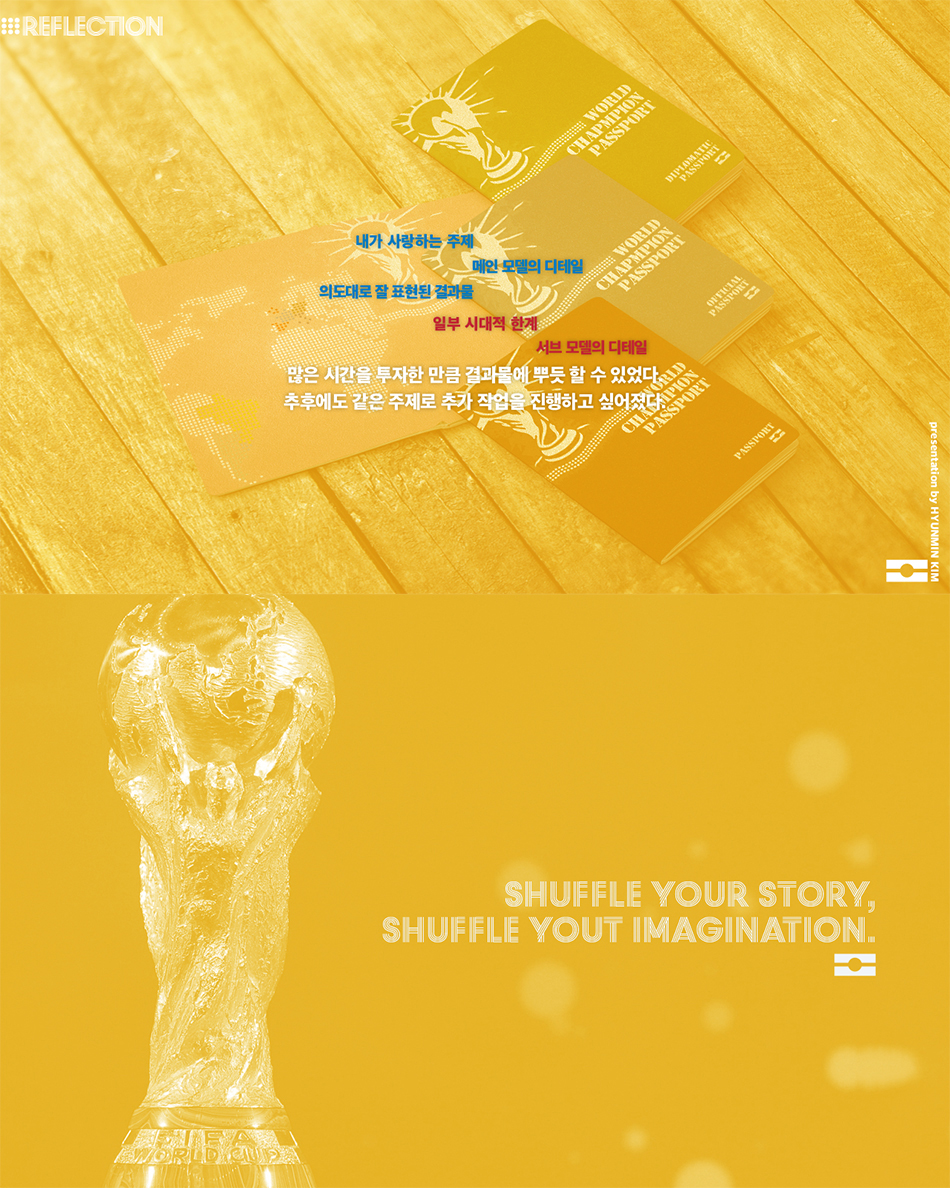 REFLECTION
WORLD
CHAPMPION
PASSPORT
DIPLOMATIC
PASSPORT
WORLD
CHAPMPION
PASSPORT
OFFICIAL
PASSPORT
내가 사랑하는 주제
메인 모델의 디테일
의도대로 잘 표현된 결과물
일부 시대적 한계
서브 모델의 디테일
많은 시간을 투자한 만큼 결과물에 뿌듯 할 수 있었다.
추후에도 같은 주제로 추가 작업을 진행하고 싶어졌다.
WORLD
CHAPMPION
PASSPORT
PASSPORT
presentation by HYUNMIN KIM
SHUFFLE YOUR STORY,
SHUFFLE YOUT IMAGINATION.
FIFA
WORLD CUP